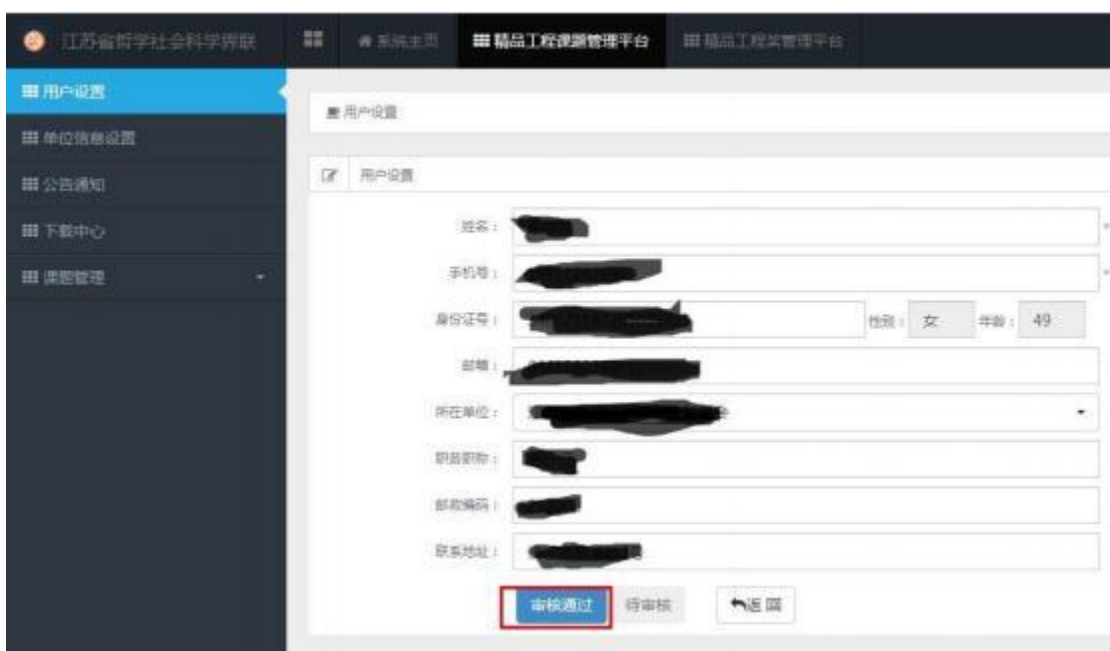 江苏省哲学社会科学界联
系统主页
精品工程课题管理平台
精品工程奖管理平台
用户设置
单位信息设置
公告通知
下载中心
课题管理
用户设置
用户设置
姓名：
*
手机号：
*
身份证号：
性别： 女 年龄： 49
邮箱：
所在单位：
职务职称：
邮政编码：
联系地址：
审核通过 待审核 返 回